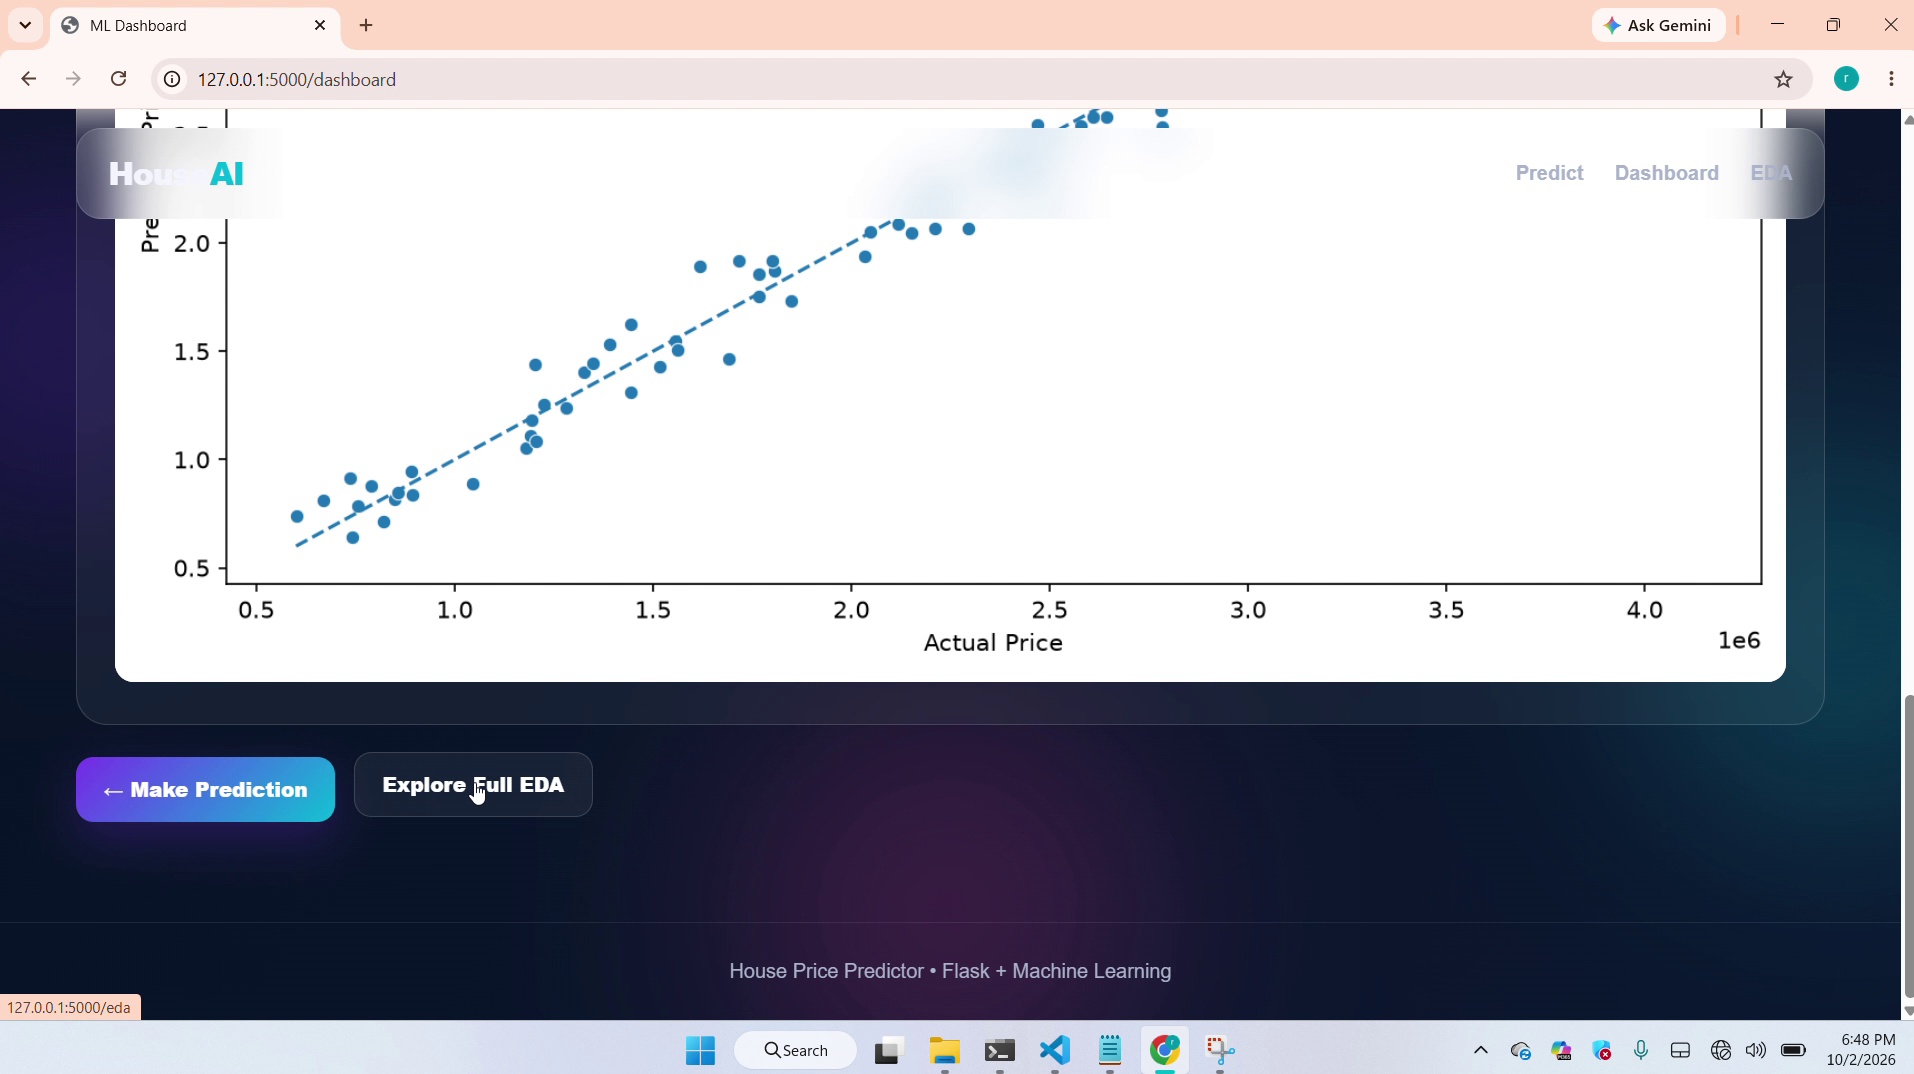 ML Dashboard
Ask Gemini
127.0.0.1:5000/dashboard
r
HouseAI
Predict
Dashboard
EDA
2.0
1.5
1.0
0.5
0.5
1.0
1.5
2.0
2.5
3.0
3.5
4.0
1e6
Actual Price
← Make Prediction
Explore Full EDA
House Price Predictor • Flask + Machine Learning
127.0.0.1:5000/eda
Search
6:48 PM
10/2/2026